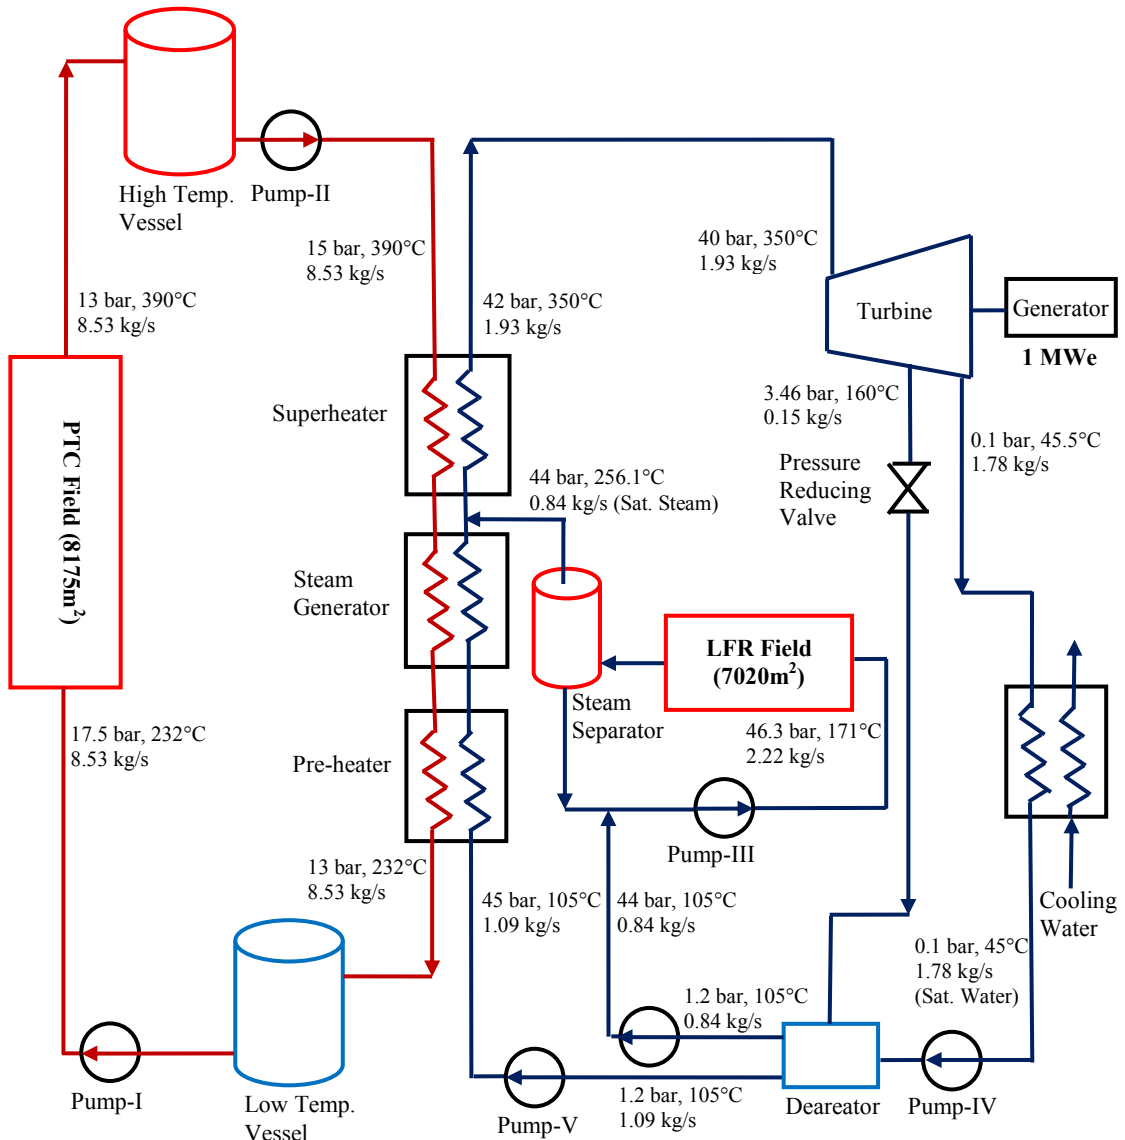 High Temp.
Vessel
Pump-II
13 bar, 390°C
8.53 kg/s
15 bar, 390°C
8.53 kg/s
42 bar, 350°C
1.93 kg/s
40 bar, 350°C
1.93 kg/s
Turbine
Generator
1 MWe
3.46 bar, 160°C
0.15 kg/s
0.1 bar, 45.5°C
1.78 kg/s
Pressure
Reducing
Valve
Superheater
44 bar, 256.1°C
0.84 kg/s (Sat. Steam)
PTC Field (8175m²)
Steam
Generator
LFR Field
(7020m²)
Steam
Separator
46.3 bar, 171°C
2.22 kg/s
17.5 bar, 232°C
8.53 kg/s
Pre-heater
Pump-III
13 bar, 232°C
8.53 kg/s
45 bar, 105°C
1.09 kg/s
44 bar, 105°C
0.84 kg/s
Cooling
Water
0.1 bar, 45°C
1.78 kg/s
(Sat. Water)
1.2 bar, 105°C
0.84 kg/s
Pump-I
Low Temp.
Vessel
Pump-V
1.2 bar, 105°C
1.09 kg/s
Deareator
Pump-IV